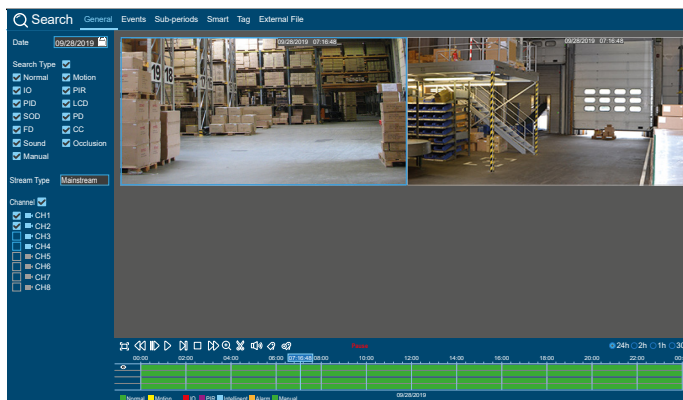 Search General Events Sub-periods Smart Tag External File
Date 09/28/2019
09/28/2019 07:16:48
09/28/2019 07:16:48
Search Type
Normal Motion
IO PIR
PID LCD
SOD PD
FD CC
Sound Occlusion
Manual
Stream Type Mainstream
Channel
CH1
CH2
CH3
CH4
CH5
CH6
CH7
CH8
24h 2h 1h 30
00:00 02:00 04:00 06:00 07:16:48 08:00 10:00 12:00 14:00 16:00 18:00 20:00 22:00 00
09/28/2019
Normal Motion IO PIR Intelligent Alarm Manual